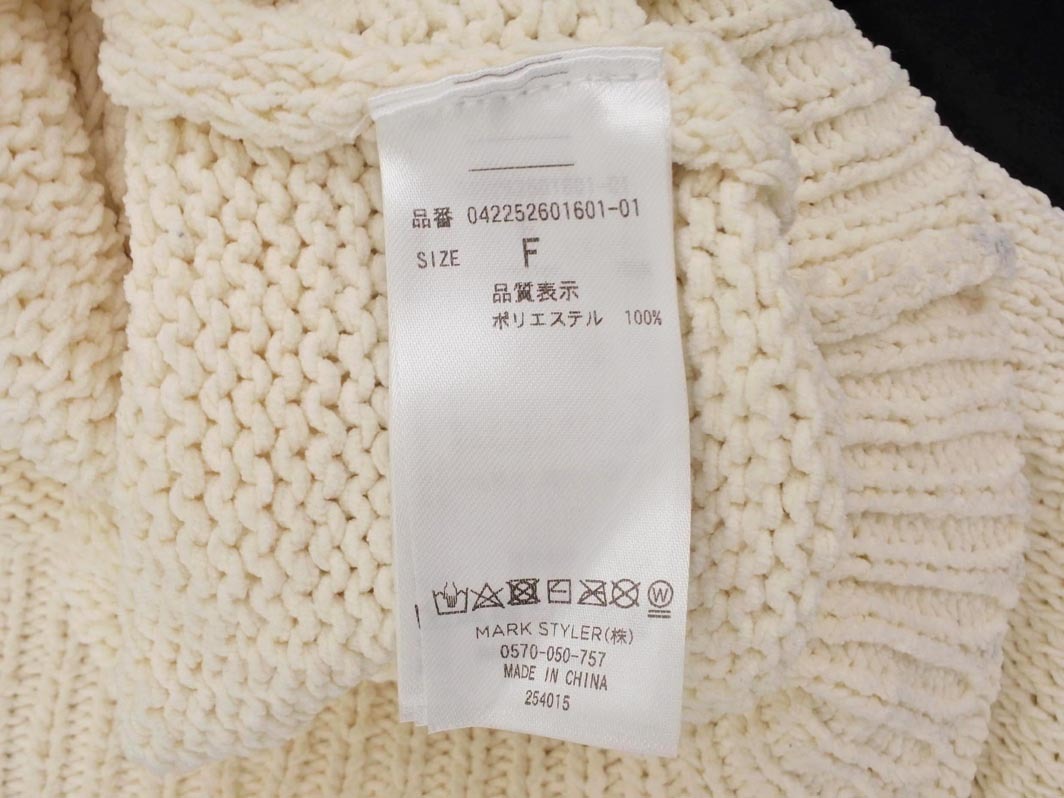 品番 042252601601-01
SIZE F
品質表示
ポリエステル 100%
W
MARK STYLER(株)
0570-050-757
MADE IN CHINA
254015